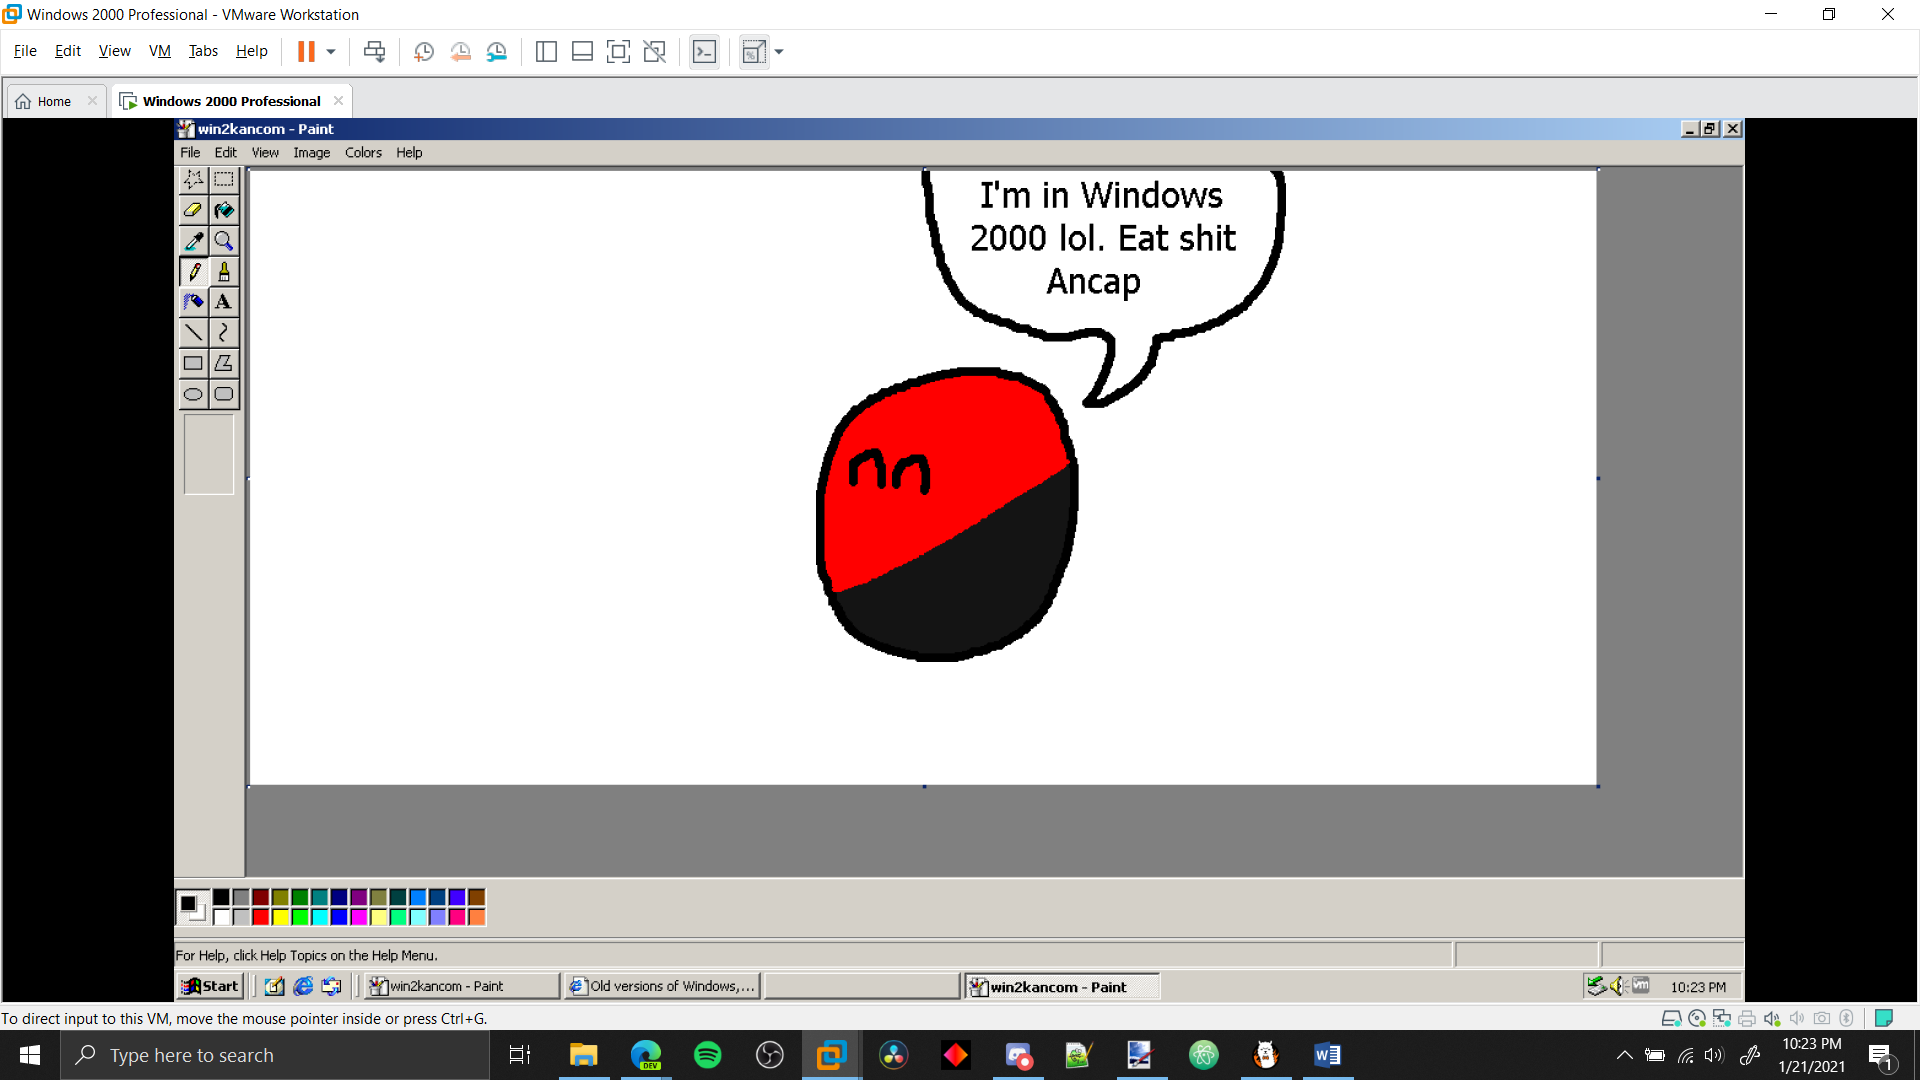 Windows 2000 Professional - VMware Workstation
File Edit View VM Tabs Help
Home
Windows 2000 Professional
win2kancom - Paint
File Edit View Image Colors Help
I'm in Windows
2000 lol. Eat shit
Ancap
A
For Help, click Help Topics on the Help Menu.
Start
win2kancom - Paint
Old versions of Windows,...
win2kancom - Paint
vm
10:23 PM
To direct input to this VM, move the mouse pointer inside or press Ctrl+G.
Type here to search
DEV
W
10:23 PM
1/21/2021
1